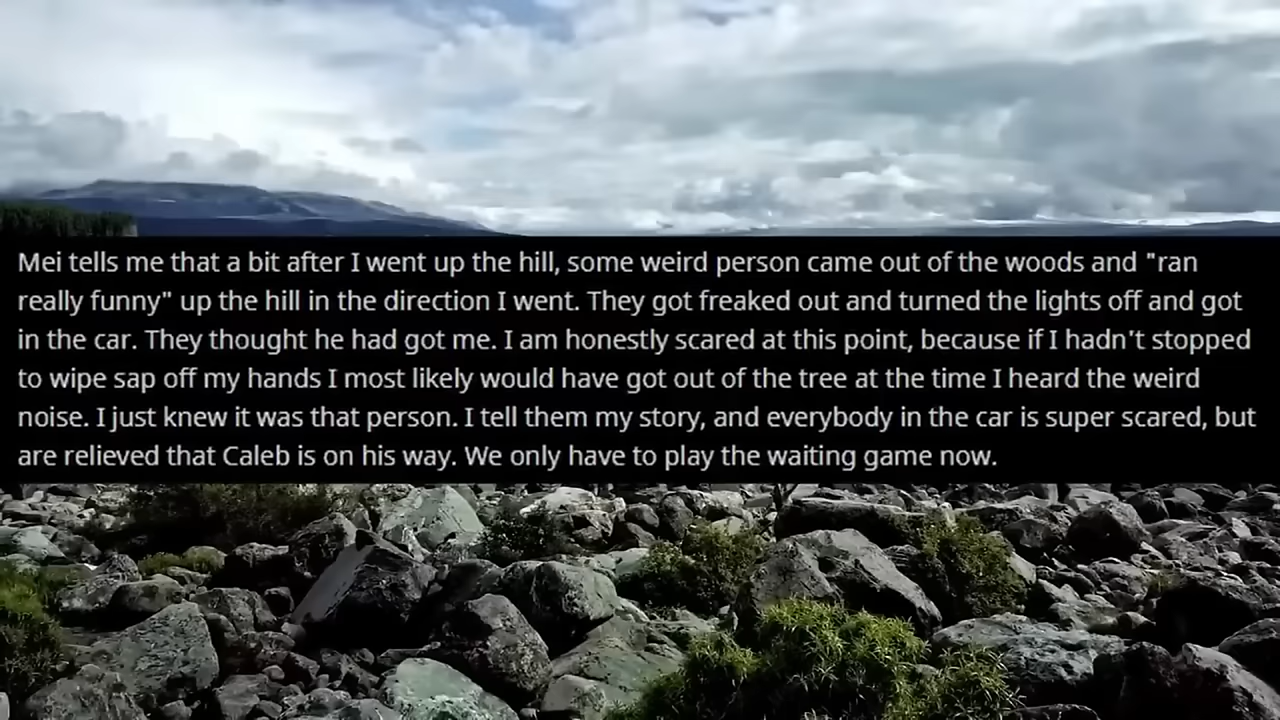 Mei tells me that a bit after I went up the hill, some weird person came out of the woods and "ran
really funny" up the hill in the direction I went. They got freaked out and turned the lights off and got
in the car. They thought he had got me. I am honestly scared at this point, because if I hadn't stopped
to wipe sap off my hands I most likely would have got out of the tree at the time I heard the weird
noise. I just knew it was that person. I tell them my story, and everybody in the car is super scared, but
are relieved that Caleb is on his way. We only have to play the waiting game now.